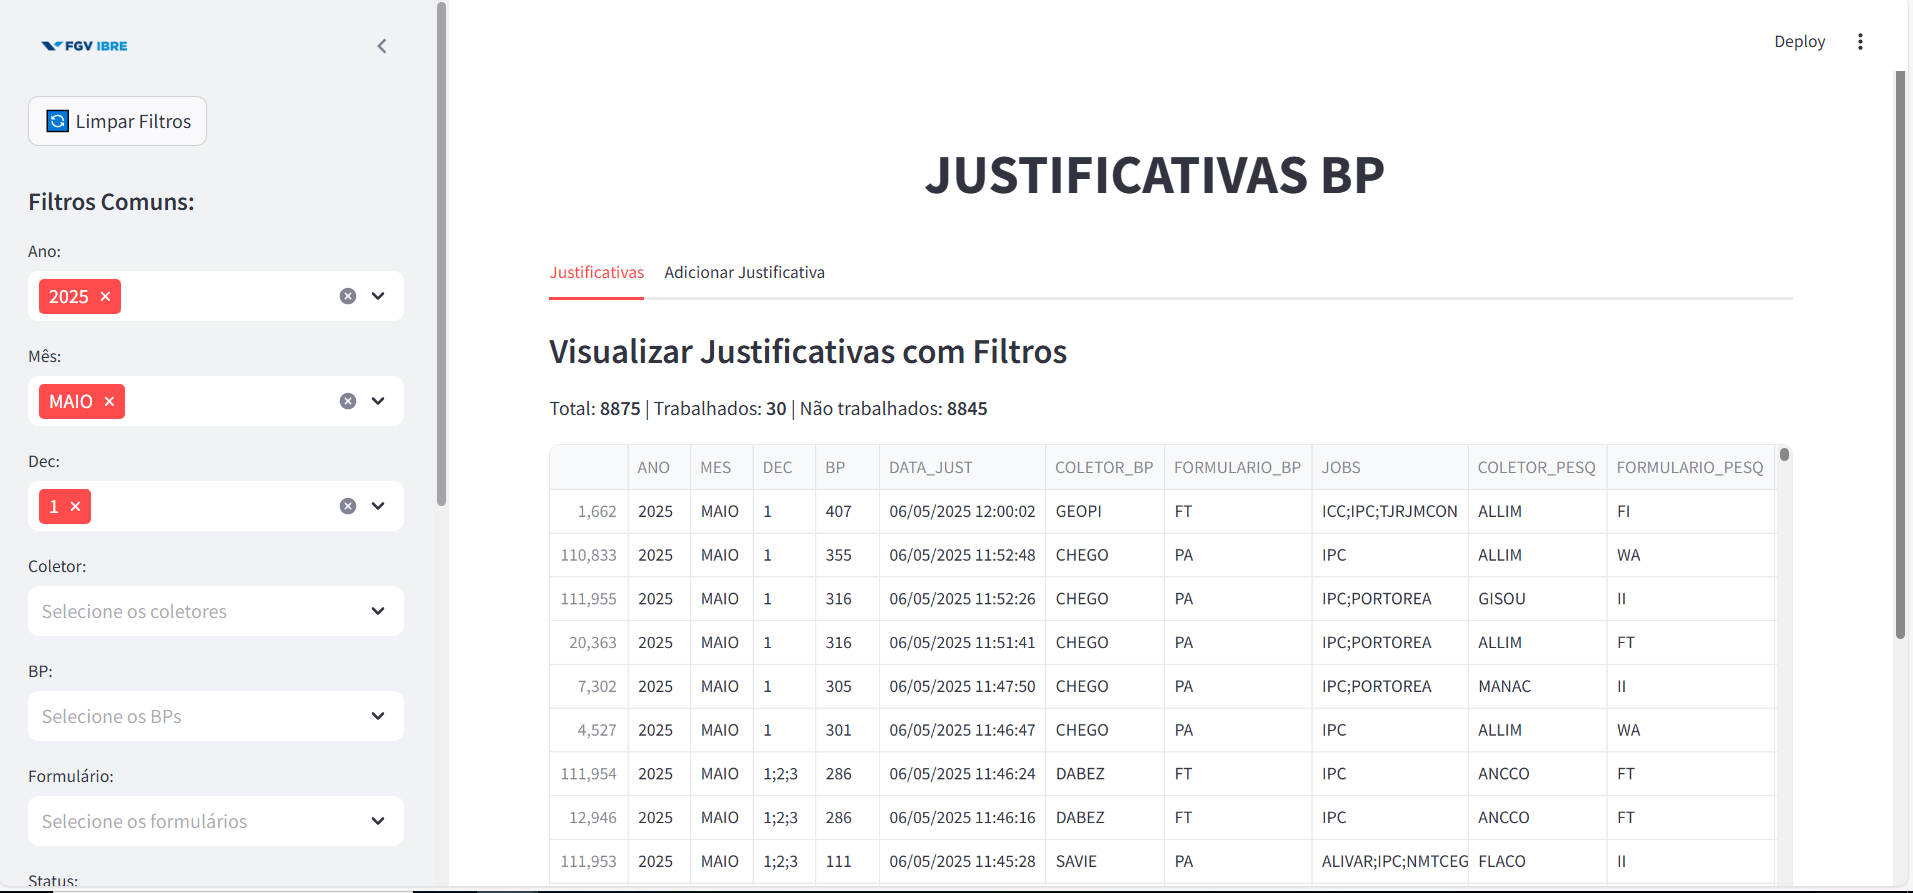 FGV IBRE
Deploy
Limpar Filtros
Filtros Comuns:
Ano:
2025
Mês:
MAIO
Dec:
1
Coletor:
Selecione os coletores
BP:
Selecione os BPs
Formulário:
Selecione os formulários
Status:
JUSTIFICATIVAS BP
Justificativas Adicionar Justificativa
Visualizar Justificativas com Filtros
Total: 8875 | Trabalhados: 30 | Não trabalhados: 8845
ANO MES DEC BP DATA_JUST COLETOR_BP FORMULARIO_BP JOBS COLETOR_PESQ FORMULARIO_PESQ
1,662 2025 MAIO 1 407 06/05/2025 12:00:02 GEOPI FT ICC;IPC;TJRJMCON ALLIM FI
110,833 2025 MAIO 1 355 06/05/2025 11:52:48 CHEGO PA IPC ALLIM WA
111,955 2025 MAIO 1 316 06/05/2025 11:52:26 CHEGO PA IPC;PORTOREA GISOU II
20,363 2025 MAIO 1 316 06/05/2025 11:51:41 CHEGO PA IPC;PORTOREA ALLIM FT
7,302 2025 MAIO 1 305 06/05/2025 11:47:50 CHEGO PA IPC;PORTOREA MANAC II
4,527 2025 MAIO 1 301 06/05/2025 11:46:47 CHEGO PA IPC ALLIM WA
111,954 2025 MAIO 1;2;3 286 06/05/2025 11:46:24 DABEZ FT IPC ANCCO FT
12,946 2025 MAIO 1;2;3 286 06/05/2025 11:46:16 DABEZ FT IPC ANCCO FT
111,953 2025 MAIO 1;2;3 111 06/05/2025 11:45:28 SAVIE PA ALIVAR;IPC;NMTCEG FLACO II